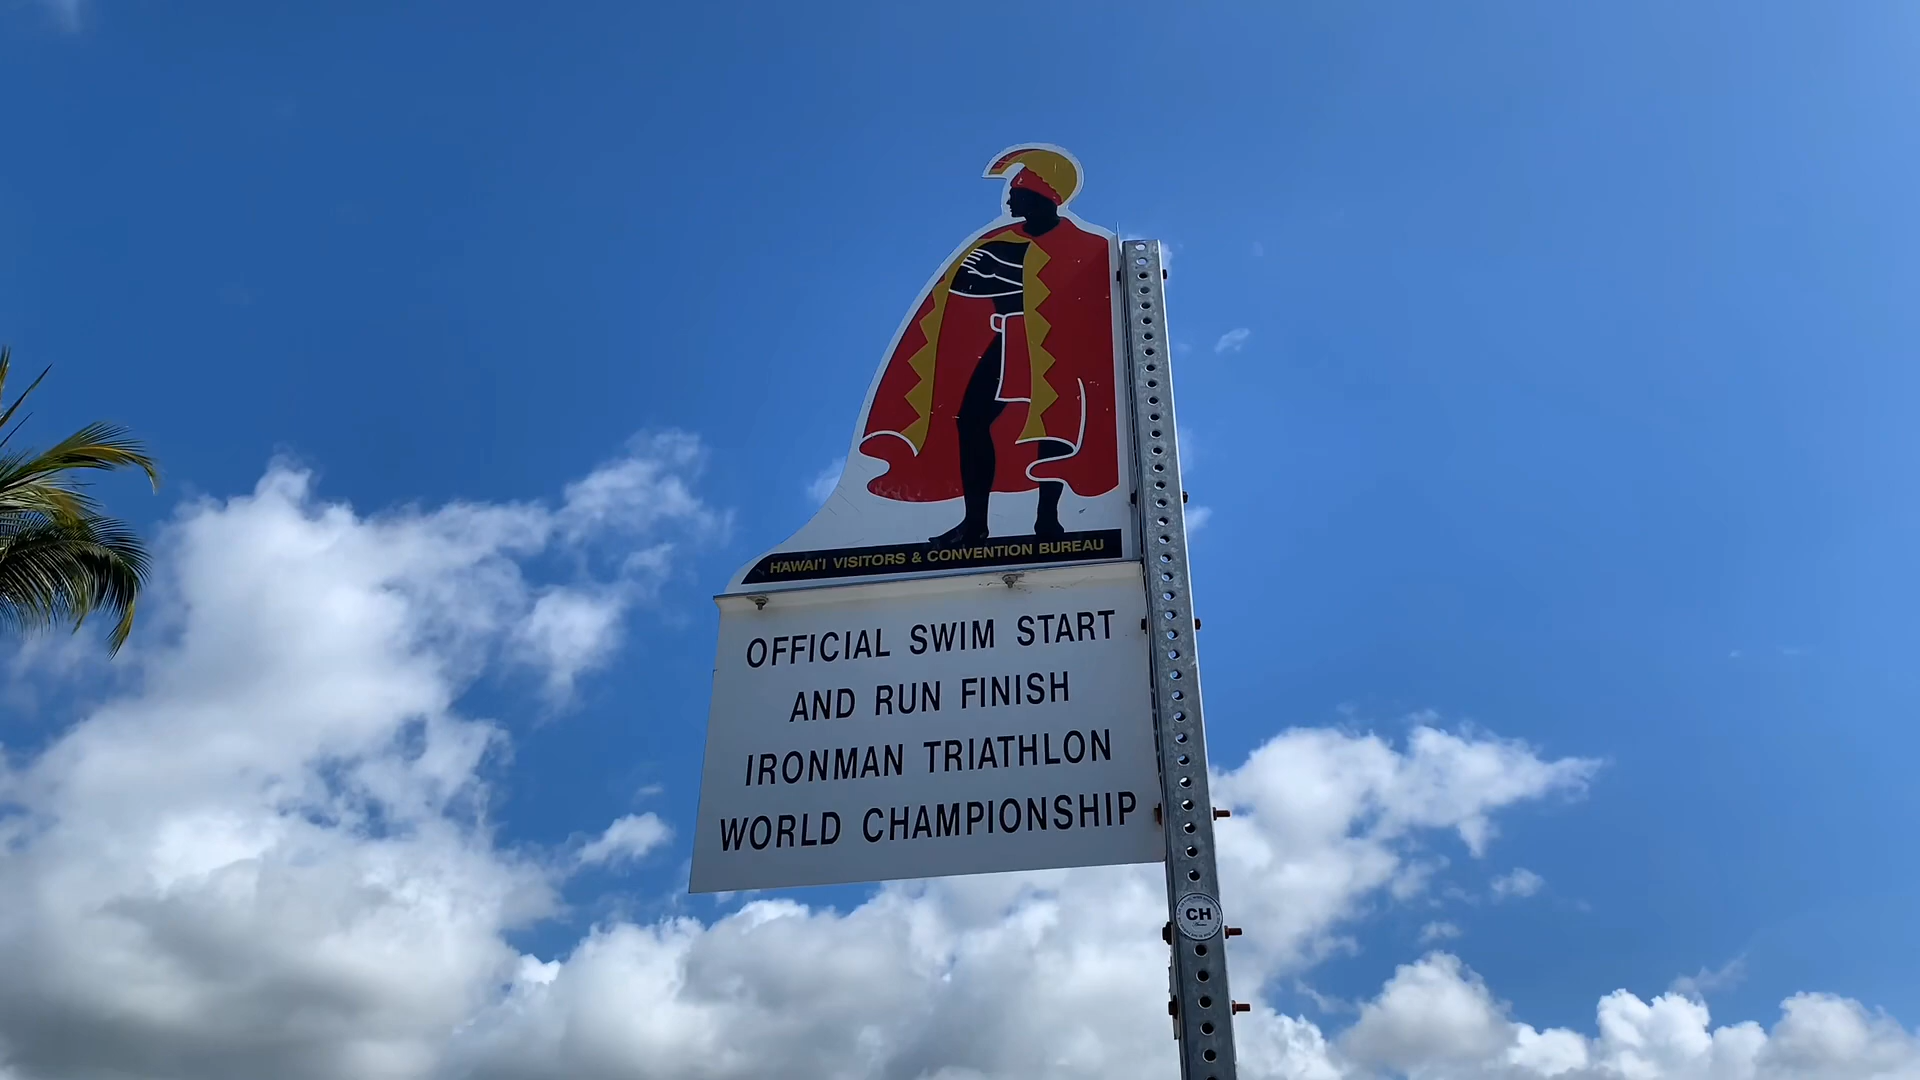 HAWAI'I VISITORS & CONVENTION BUREAU
OFFICIAL SWIM START
AND RUN FINISH
IRONMAN TRIATHLON
WORLD CHAMPIONSHIP
CH